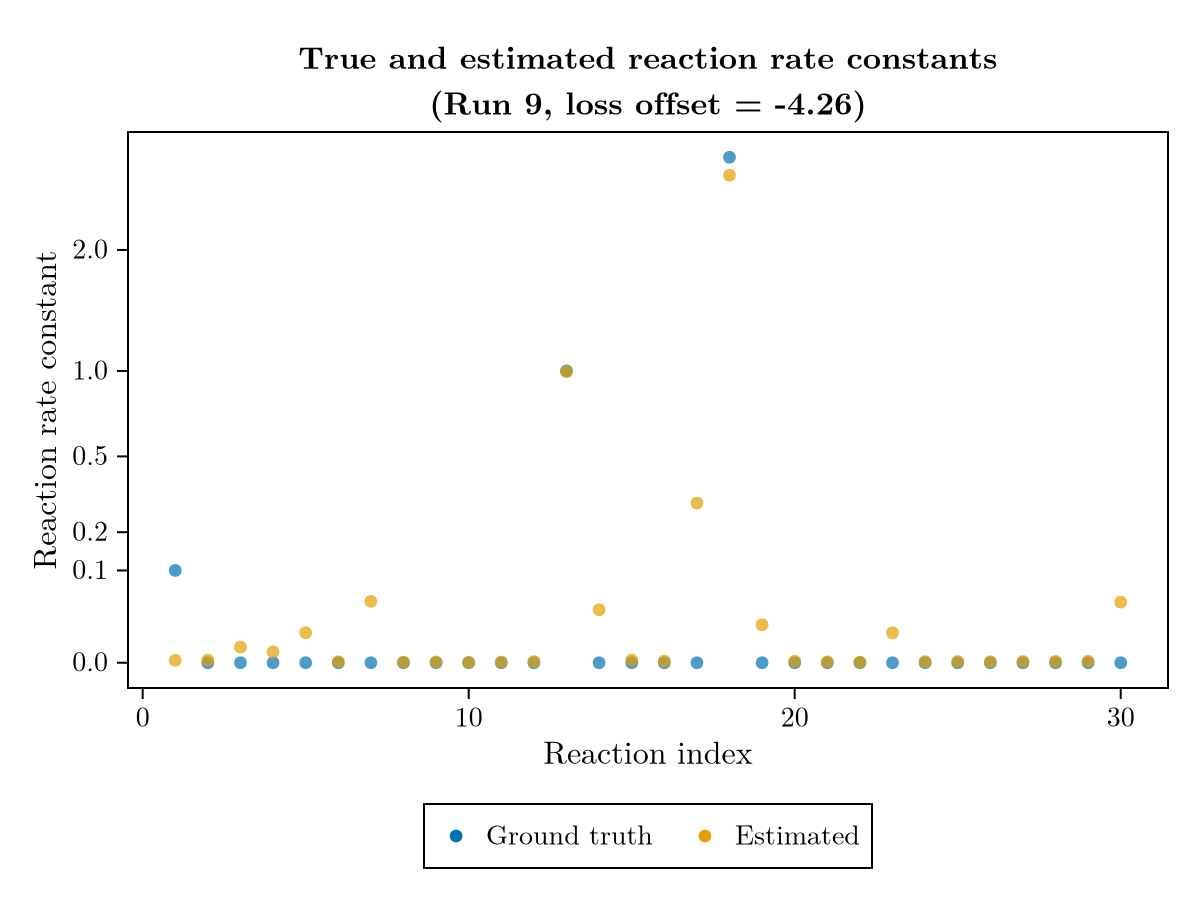 True and estimated reaction rate constants
(Run 9, loss offset = -4.26)
Reaction rate constant
2.0
1.0
0.5
0.2
0.1
0.0
0 10 20 30
Reaction index
Ground truth Estimated